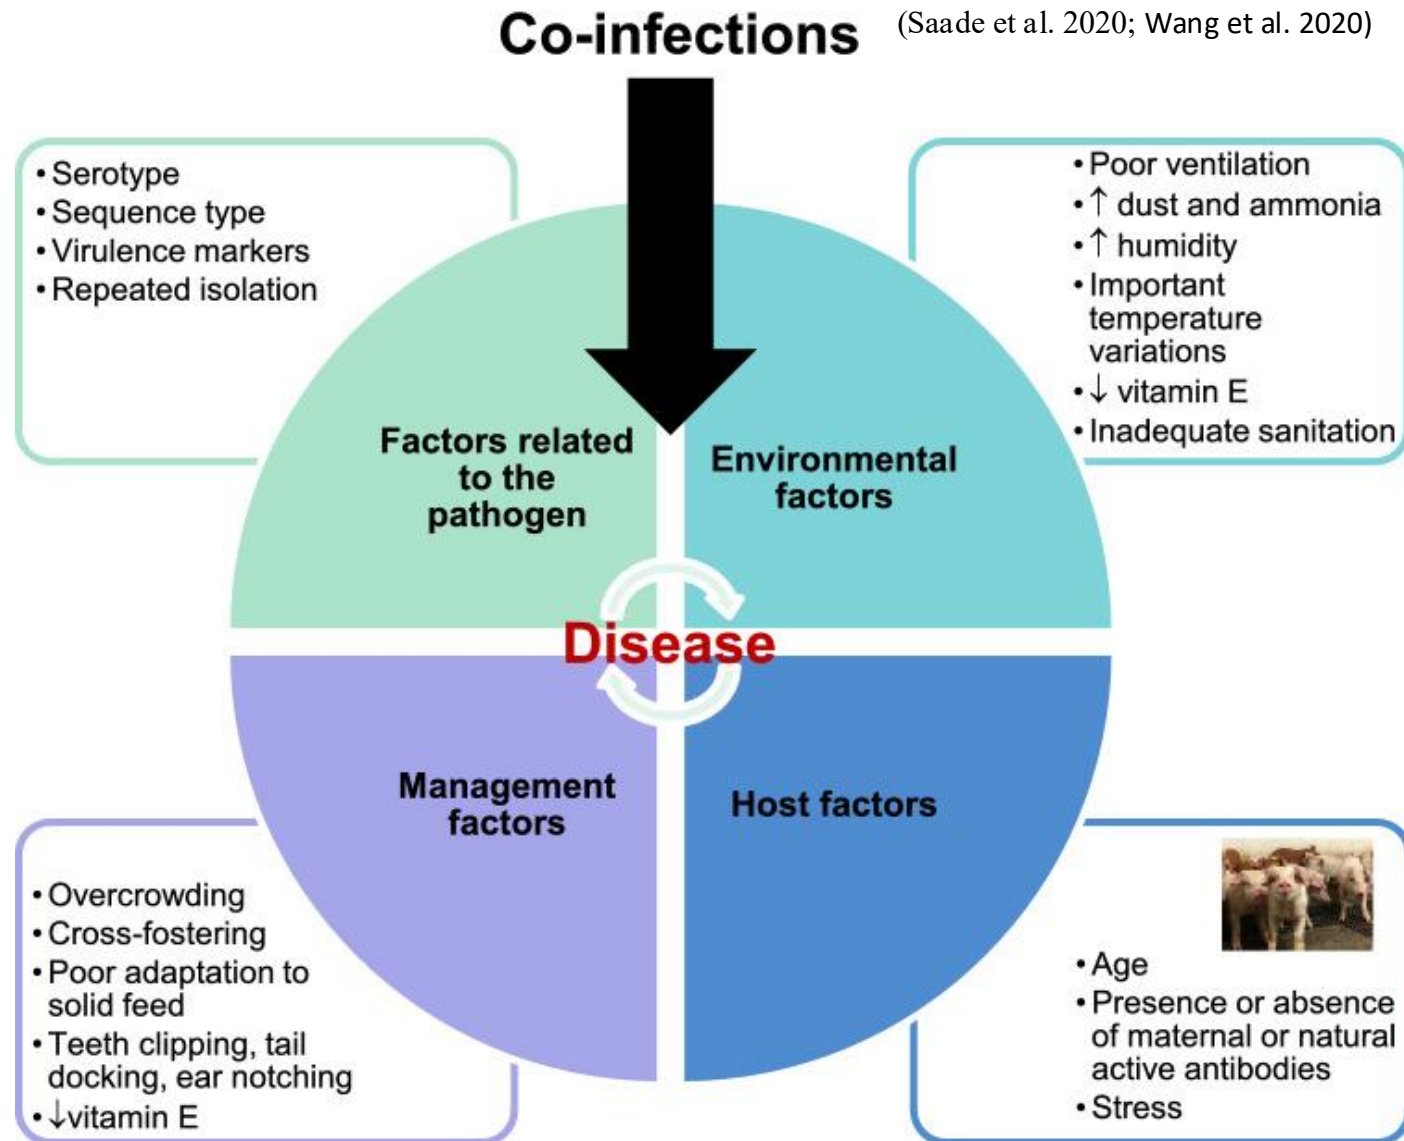 Co-infections (Saade et al. 2020; Wang et al. 2020)
• Serotype
• Sequence type
• Virulence markers
• Repeated isolation
• Poor ventilation
• ↑ dust and ammonia
• ↑ humidity
• Important
temperature
variations
• ↓ vitamin E
• Inadequate sanitation
Factors related
to the
pathogen
Environmental
factors
Disease
Management
factors
Host factors
• Overcrowding
• Cross-fostering
• Poor adaptation to
solid feed
• Teeth clipping, tail
docking, ear notching
• ↓vitamin E
• Age
• Presence or absence
of maternal or natural
active antibodies
• Stress